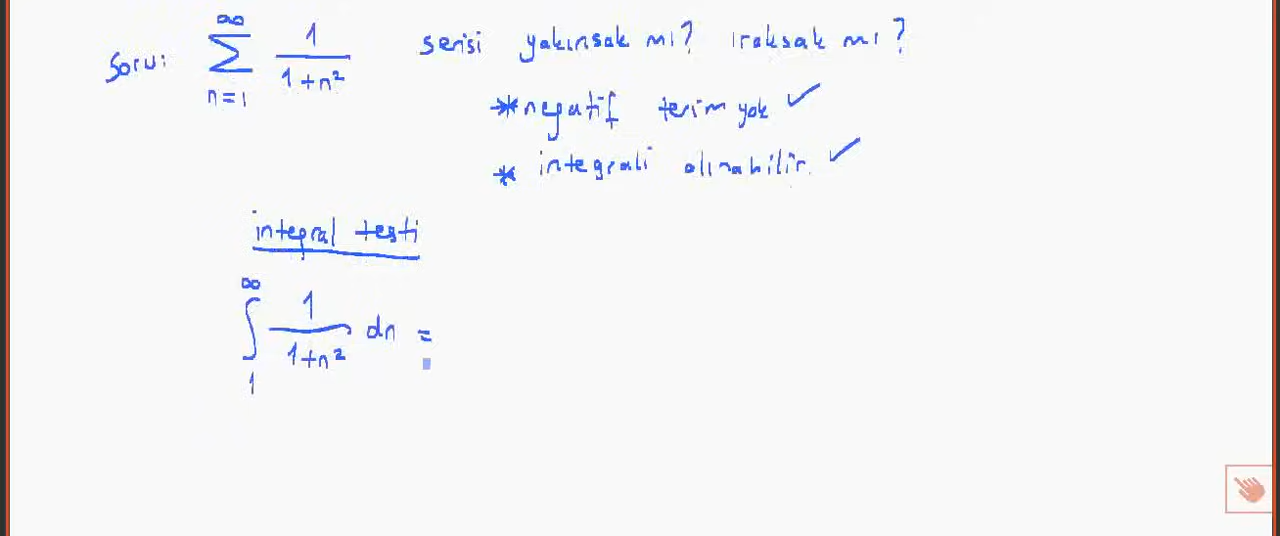 Soru: ∞∑n=1 1/(1+n²) serisi yakınsak mı? ıraksak mı?
* negatif terim yok ✓
* integrali alınabilir. ✓
integral testi
∫₁^∞ 1/(1+n²) dn =